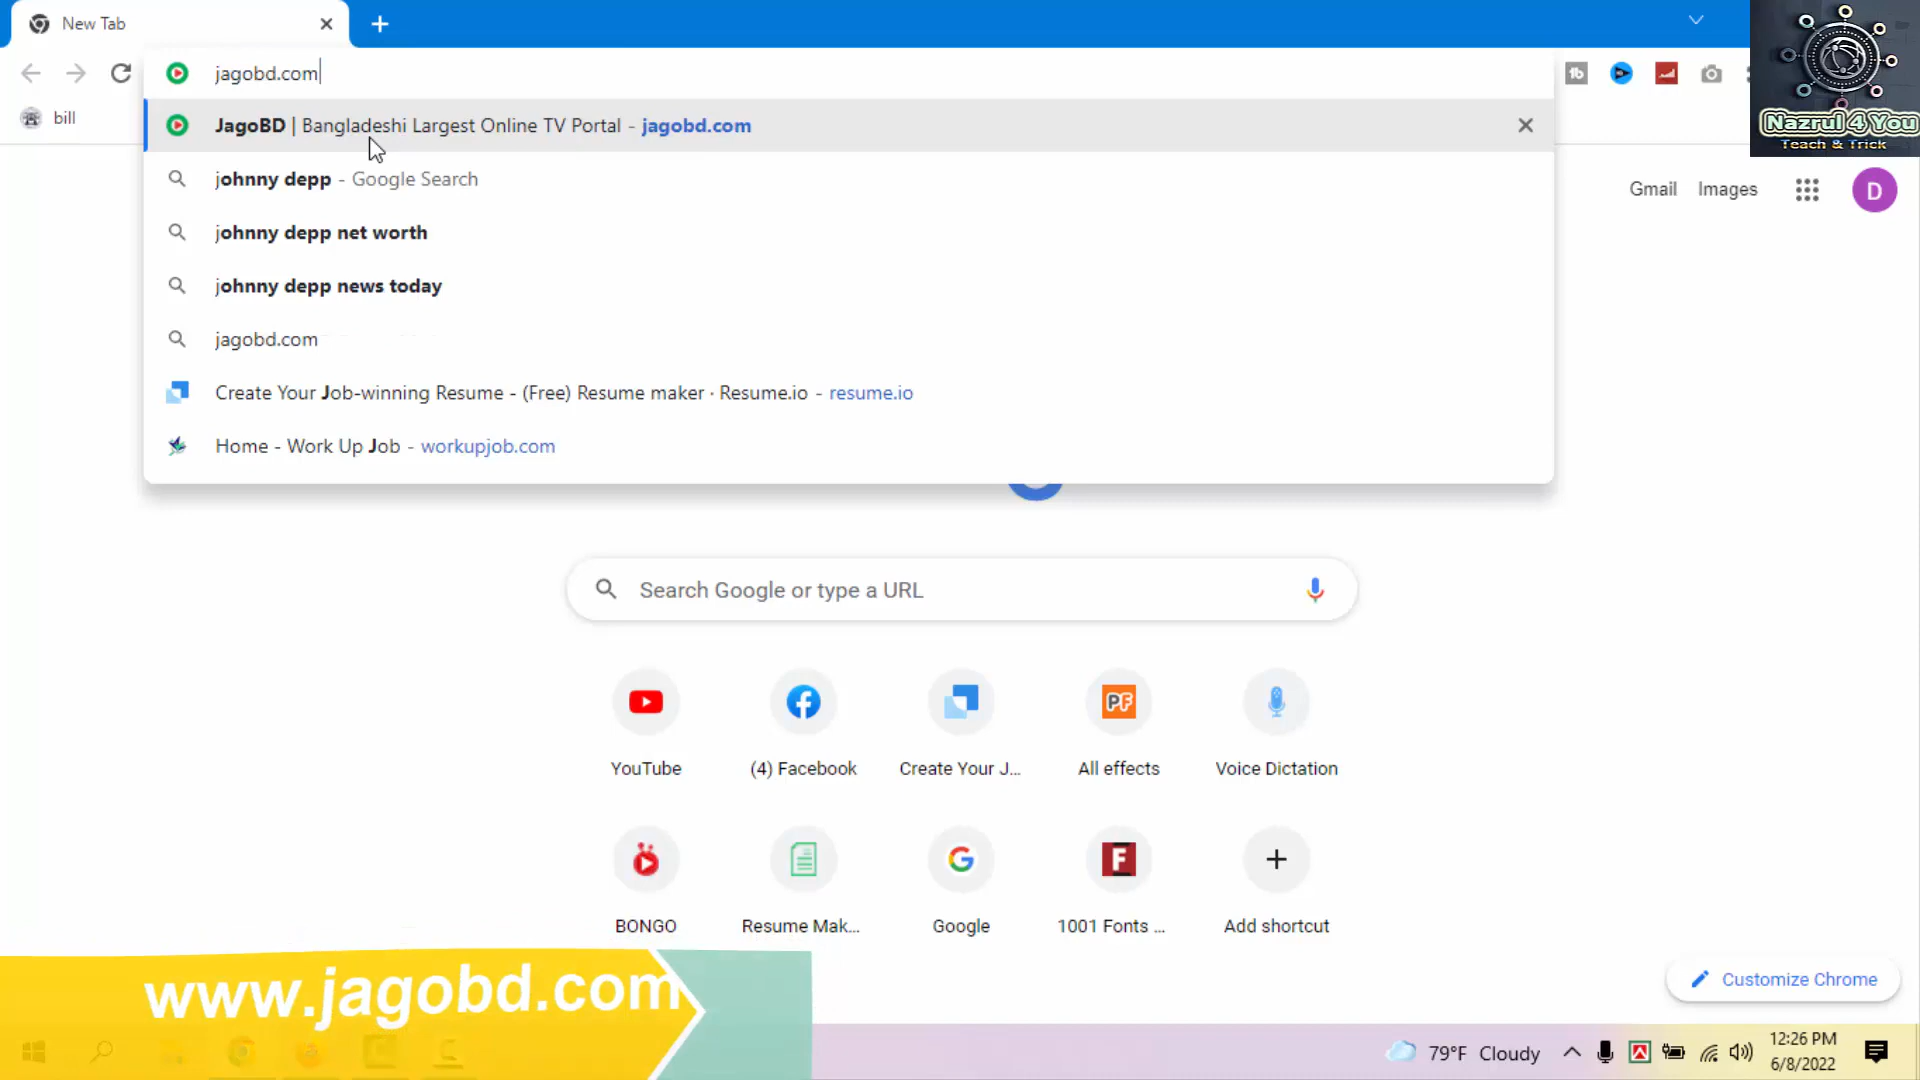 New Tab
jagobd.com
bill
JagoBD | Bangladeshi Largest Online TV Portal - jagobd.com
johnny depp - Google Search
johnny depp net worth
johnny depp news today
jagobd.com
Create Your Job-winning Resume - (Free) Resume maker · Resume.io - resume.io
Home - Work Up Job - workupjob.com
Nazrul 4 You
Teach & Trick
Gmail Images
D
Search Google or type a URL
YouTube
(4) Facebook
Create Your J...
All effects
Voice Dictation
BONGO
Resume Mak...
Google
1001 Fonts ...
Add shortcut
Customize Chrome
www.jagobd.com
79°F Cloudy
12:26 PM
6/8/2022